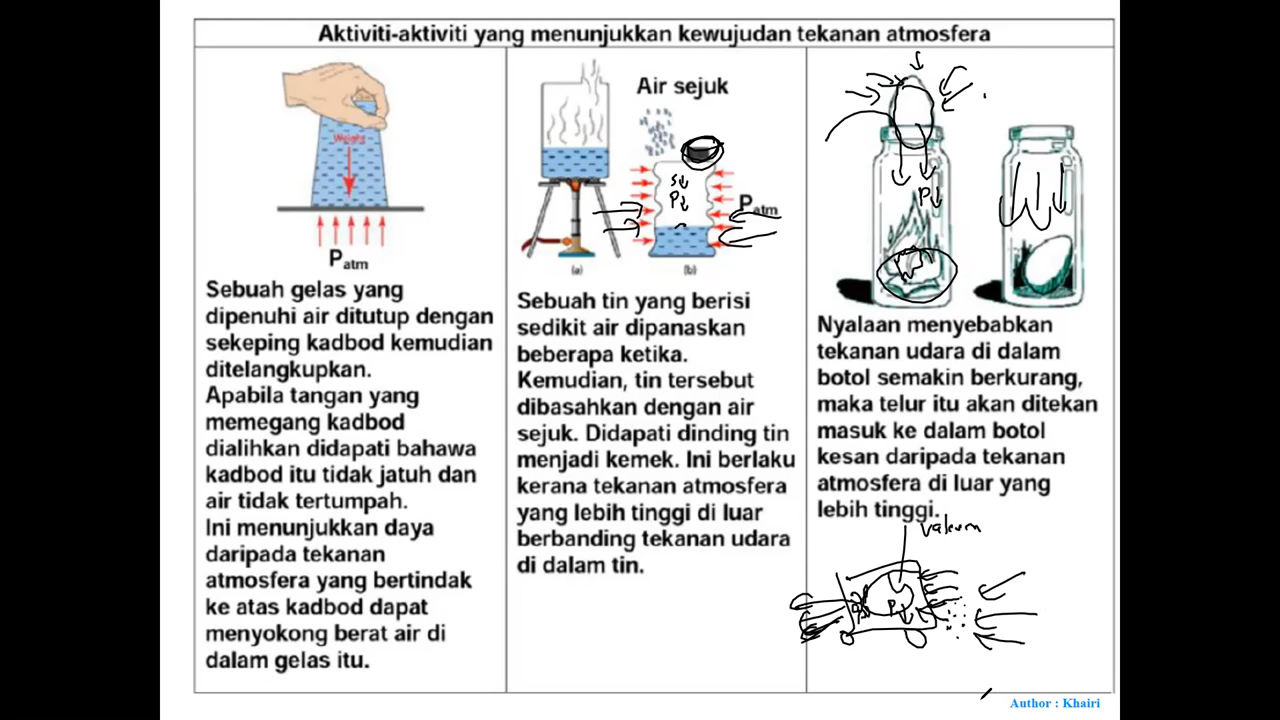 Aktiviti-aktiviti yang menunjukkan kewujudan tekanan atmosfera
Weight
P atm
Sebuah gelas yang
dipenuhi air ditutup dengan
sekeping kadbod kemudian
ditelangkupkan.
Apabila tangan yang
memegang kadbod
dialihkan didapati bahawa
kadbod itu tidak jatuh dan
air tidak tertumpah.
Ini menunjukkan daya
daripada tekanan
atmosfera yang bertindak
ke atas kadbod dapat
menyokong berat air di
dalam gelas itu.
Air sejuk
S↓
P↓
P atm
(a)
(b)
Sebuah tin yang berisi
sedikit air dipanaskan
beberapa ketika.
Kemudian, tin tersebut
dibasahkan dengan air
sejuk. Didapati dinding tin
menjadi kemek. Ini berlaku
kerana tekanan atmosfera
yang lebih tinggi di luar
berbanding tekanan udara
di dalam tin.
P↓
Nyalaan menyebabkan
tekanan udara di dalam
botol semakin berkurang,
maka telur itu akan ditekan
masuk ke dalam botol
kesan daripada tekanan
atmosfera di luar yang
lebih tinggi.
vakum
P↓
Author : Khairi